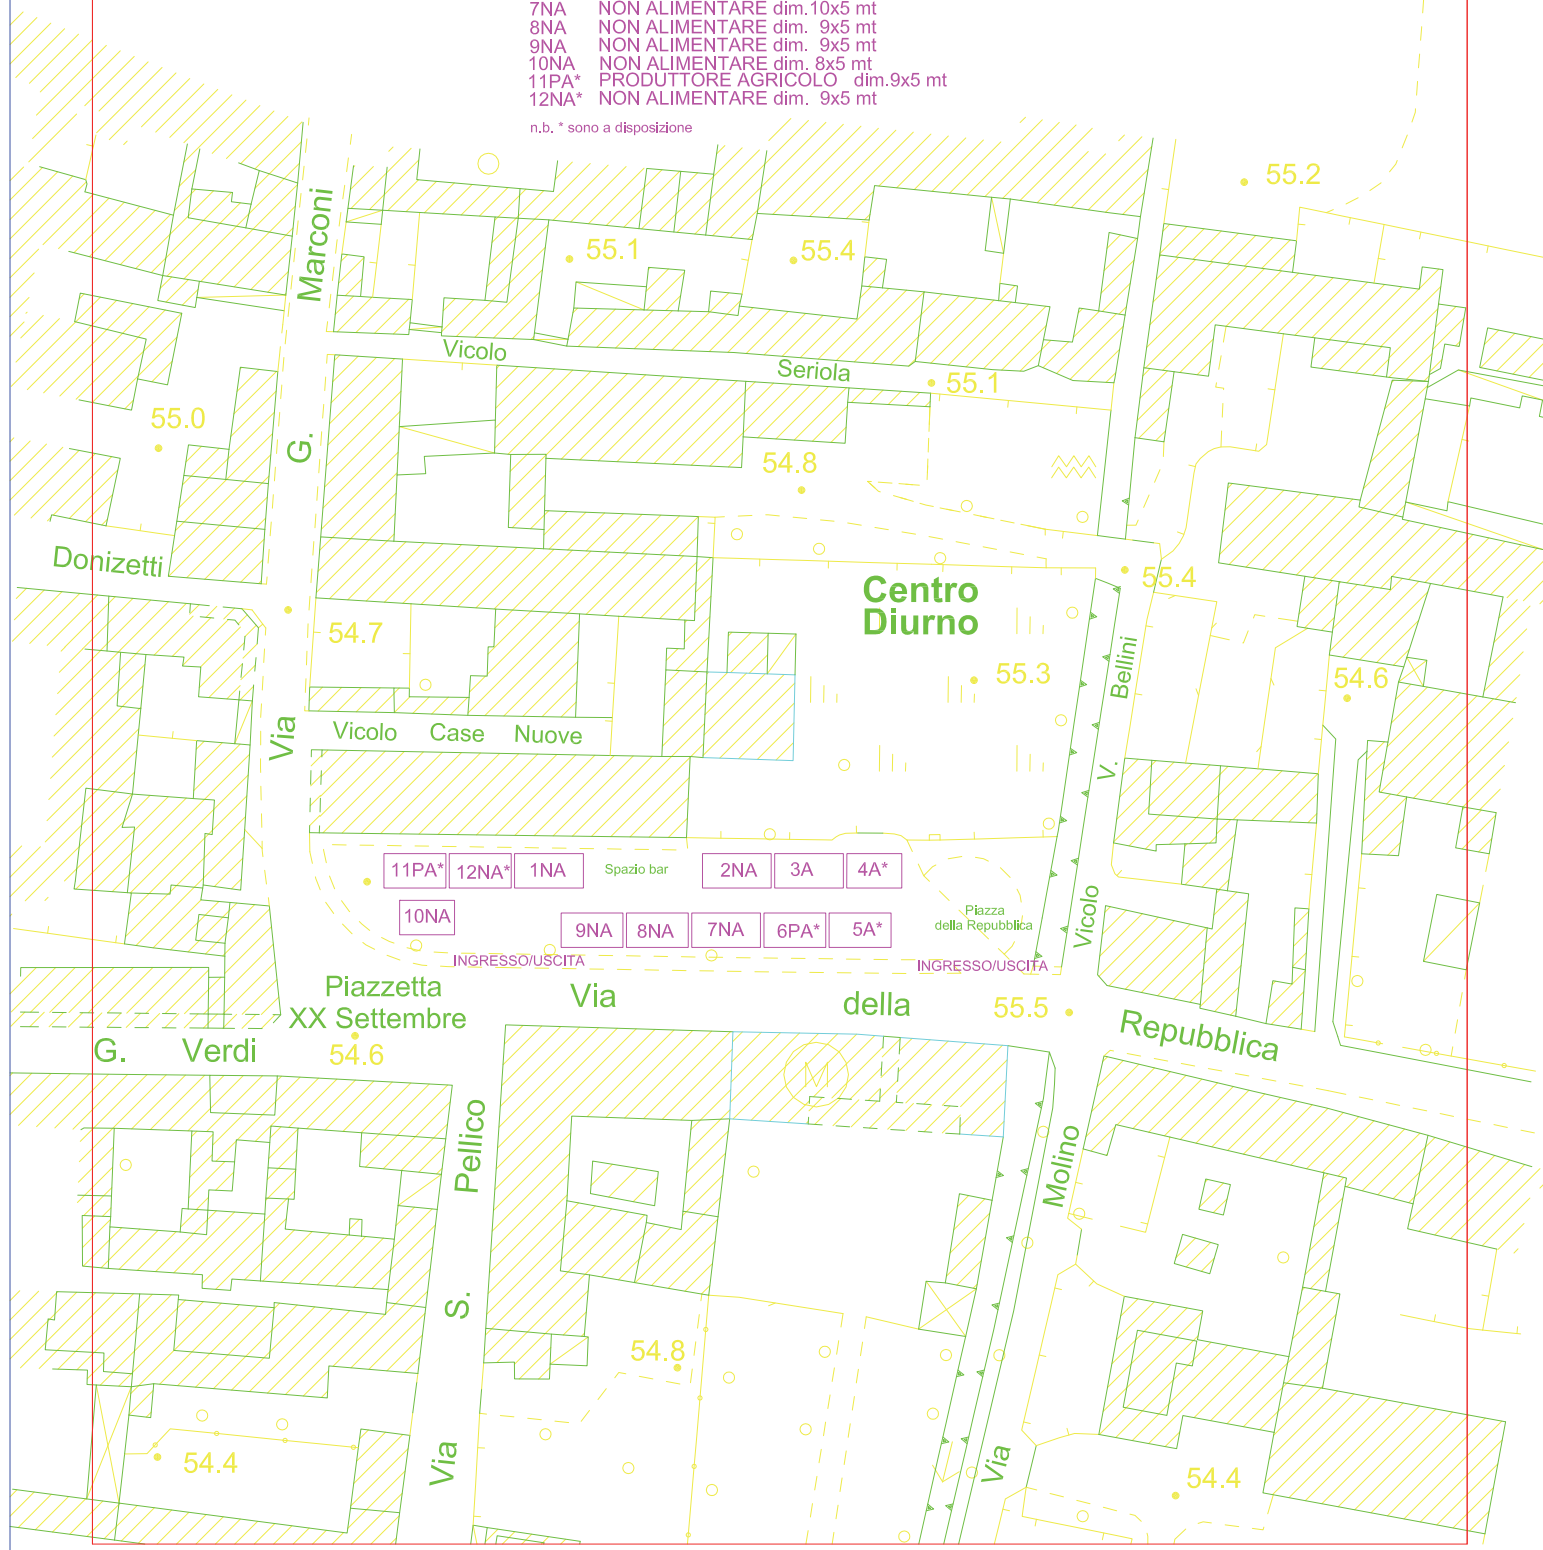 7NA NON ALIMENTARE dim.10x5 mt
8NA NON ALIMENTARE dim. 9x5 mt
9NA NON ALIMENTARE dim. 9x5 mt
10NA NON ALIMENTARE dim. 8x5 mt
11PA* PRODUTTORE AGRICOLO dim.9x5 mt
12NA* NON ALIMENTARE dim. 9x5 mt
n.b. * sono a disposizione
55.2
Via G. Marconi
55.1
55.4
Vicolo Seriola
55.1
55.0
54.8
Donizetti
55.4
Centro
Diurno
54.7
55.3
54.6
Vicolo V. Bellini
Vicolo Case Nuove
11PA*
12NA*
1NA
Spazio bar
2NA
3A
4A*
10NA
9NA
8NA
7NA
6PA*
5A*
Piazza
della Repubblica
INGRESSO/USCITA
INGRESSO/USCITA
Piazzetta
XX Settembre
Via della Repubblica
55.5
G. Verdi
54.6
M
Via S. Pellico
Via Molino
54.8
54.4
54.4